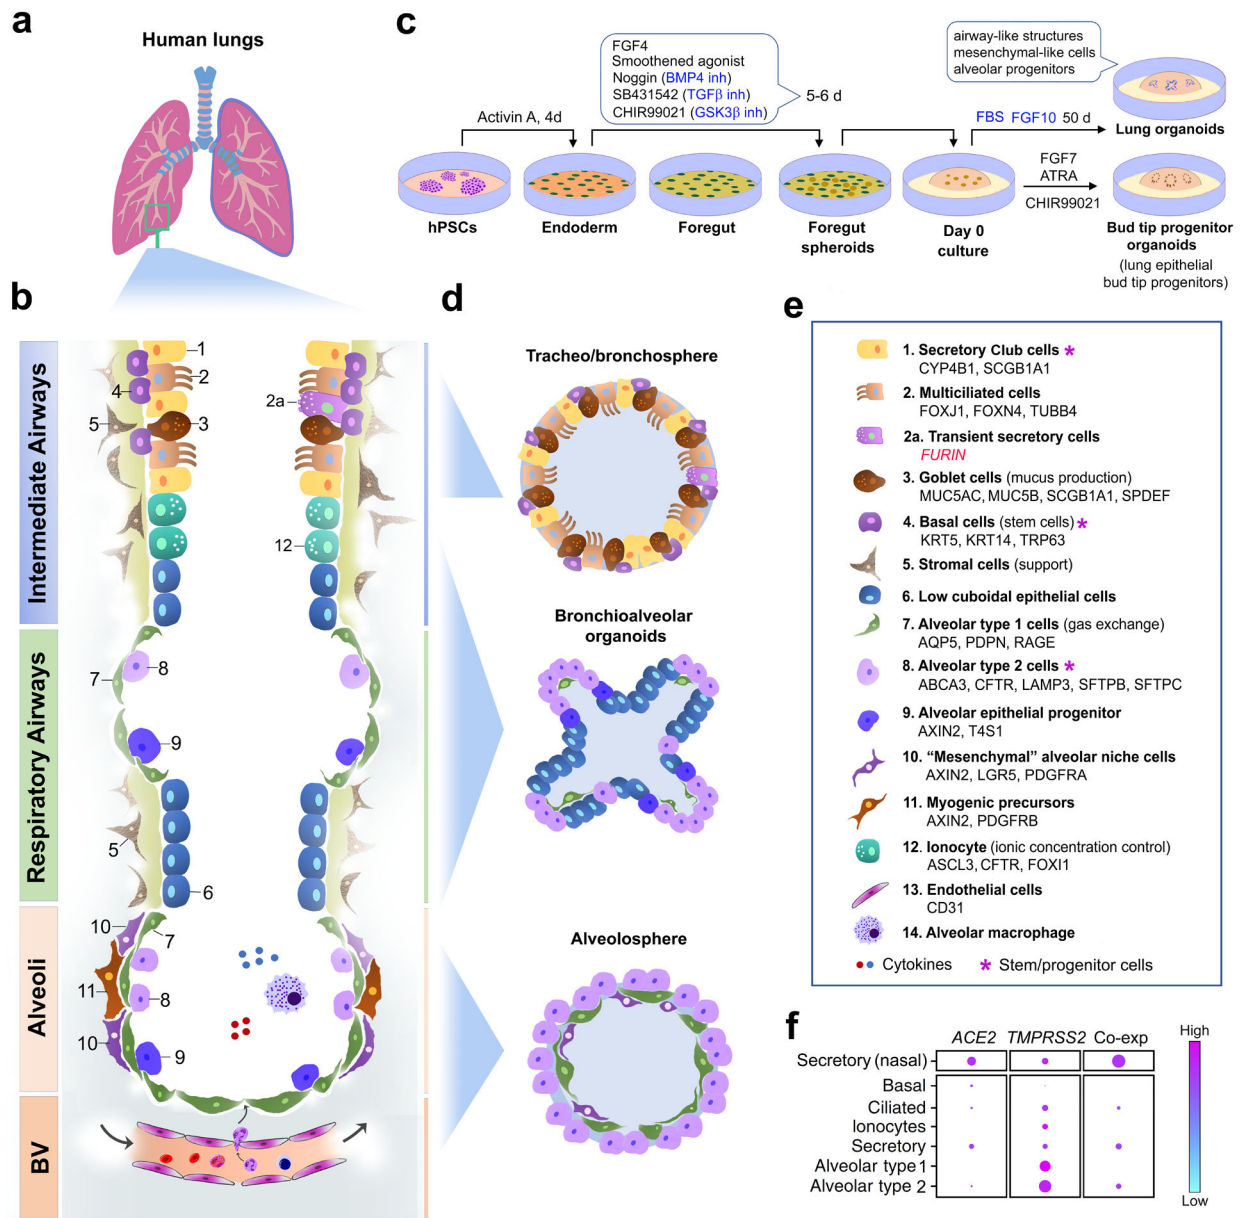 a
Human lungs
b
Intermediate Airways
Respiratory Airways
Alveoli
BV
1
2
4
2a
5
3
12
8
7
9
5
6
10
7
11
8
10
9
c
FGF4
Smoothened agonist
Noggin (BMP4 inh)
SB431542 (TGFβ inh)
CHIR99021 (GSK3β inh)
5-6 d
Activin A, 4d
airway-like structures
mesenchymal-like cells
alveolar progenitors
FBS FGF10 50 d
Lung organoids
FGF7
ATRA
CHIR99021
hPSCs
Endoderm
Foregut
Foregut
spheroids
Day 0
culture
Bud tip progenitor
organoids
(lung epithelial
bud tip progenitors)
d
Tracheo/bronchosphere
Bronchioalveolar
organoids
Alveolosphere
e
1. Secretory Club cells *
CYP4B1, SCGB1A1
2. Multiciliated cells
FOXJ1, FOXN4, TUBB4
2a. Transient secretory cells
FURIN
3. Goblet cells (mucus production)
MUC5AC, MUC5B, SCGB1A1, SPDEF
4. Basal cells (stem cells) *
KRT5, KRT14, TRP63
5. Stromal cells (support)
6. Low cuboidal epithelial cells
7. Alveolar type 1 cells (gas exchange)
AQP5, PDPN, RAGE
8. Alveolar type 2 cells *
ABCA3, CFTR, LAMP3, SFTPB, SFTPC
9. Alveolar epithelial progenitor
AXIN2, T4S1
10. “Mesenchymal” alveolar niche cells
AXIN2, LGR5, PDGFRA
11. Myogenic precursors
AXIN2, PDGFRB
12. Ionocyte (ionic concentration control)
ASCL3, CFTR, FOXI1
13. Endothelial cells
CD31
14. Alveolar macrophage
Cytokines * Stem/progenitor cells
f
ACE2 TMPRSS2 Co-exp
High
Secretory (nasal)
Basal
Ciliated
Ionocytes
Secretory
Alveolar type 1
Alveolar type 2
Low